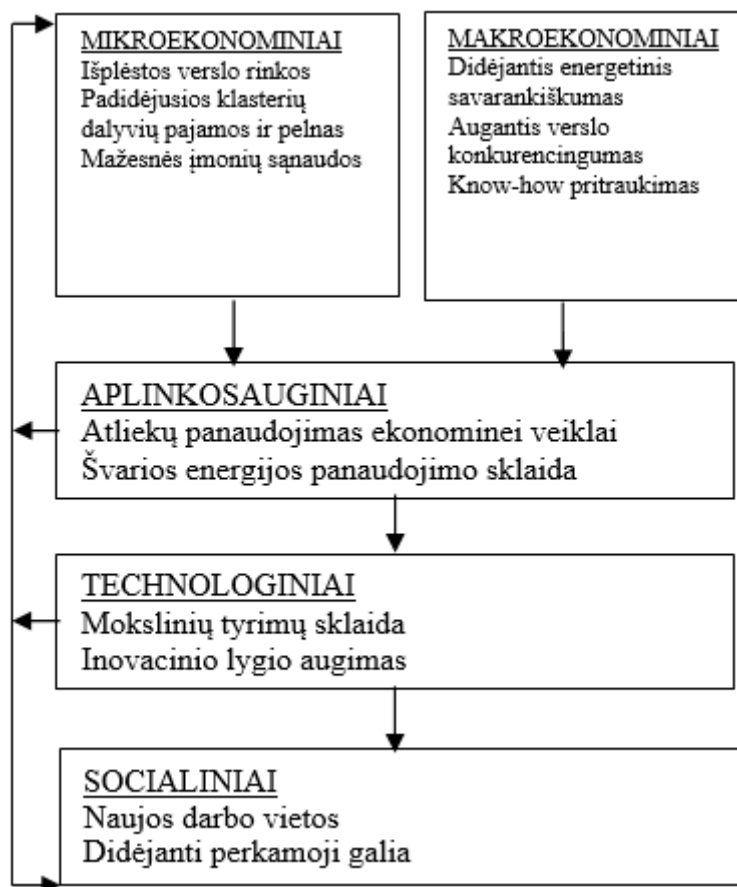 MIKROEKONOMINIAI
Išplėstos verslo rinkos
Padidėjusios klasterių
dalyvių pajamos ir pelnas
Mažesnės įmonių sąnaudos
MAKROEKONOMINIAI
Didėjantis energetinis
savarankiškumas
Augantis verslo
konkurencingumas
Know-how pritraukimas
APLINKOSAUGINIAI
Atliekų panaudojimas ekonominei veiklai
Švarios energijos panaudojimo sklaida
TECHNOLOGINIAI
Mokslinių tyrimų sklaida
Inovacinio lygio augimas
SOCIALINIAI
Naujos darbo vietos
Didėjanti perkamoji galia